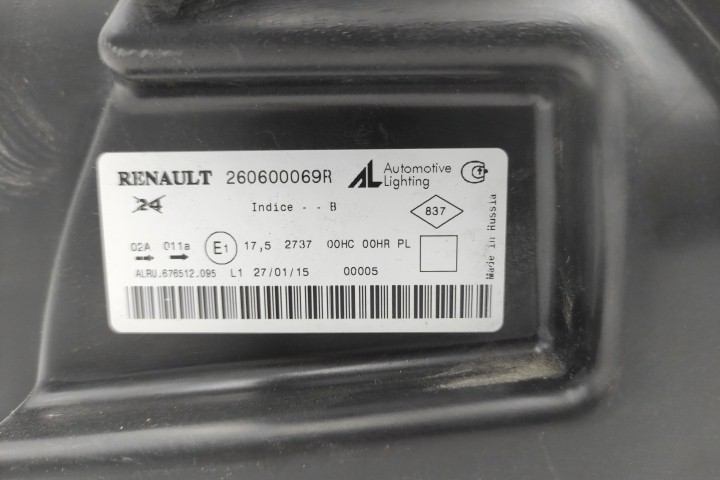 RENAULT 260600069R AL Automotive Lighting
24 Indice - - B 837
02A 011a E1 17,5 2737 00HC 00HR PL
ALRU.676512.095 L1 27/01/15 00005
Made in Russia